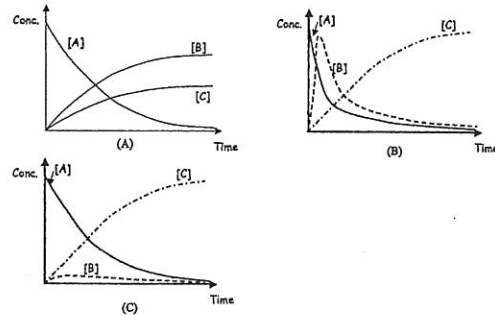 Conc.
[A]
[B]
[C]
Time
(A)
Conc.
[A]
[B]
[C]
Time
(B)
Conc.
[A]
[C]
[B]
Time
(C)